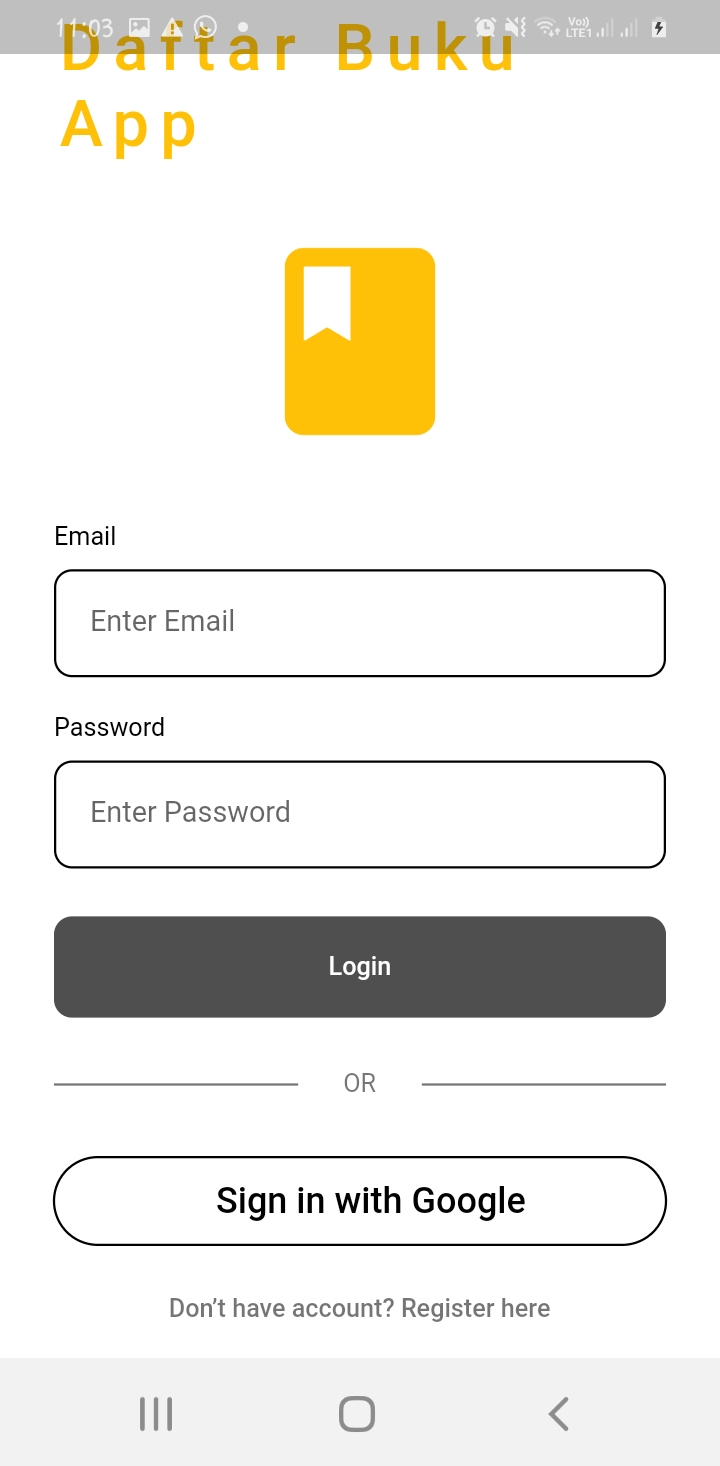 11:03 Vo)) LTE1
Daftar Buku
App
Email
Enter Email
Password
Enter Password
Login
OR
Sign in with Google
Don’t have account? Register here